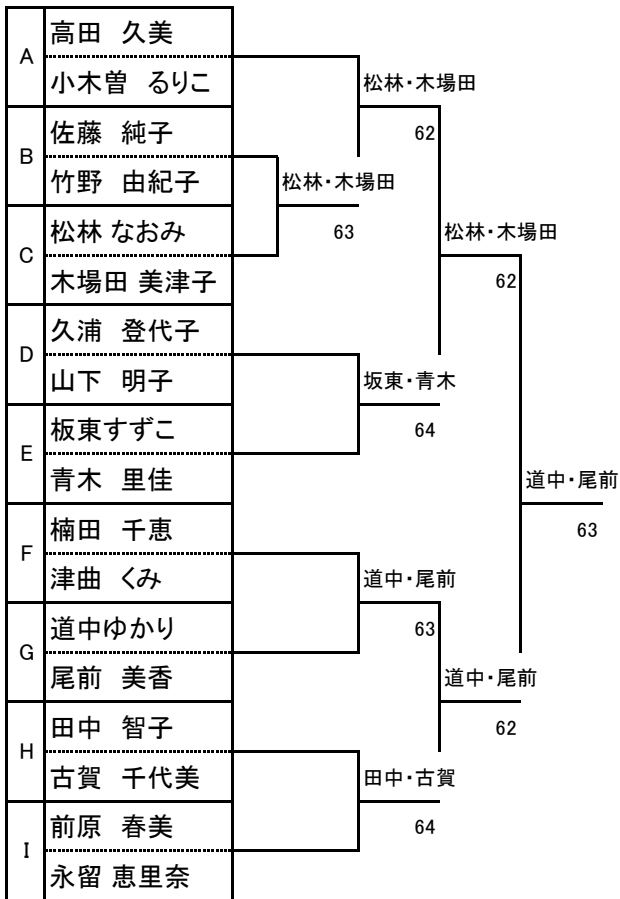 A
高田 久美
小木曽 るりこ
松林・木場田
62
B
佐藤 純子
竹野 由紀子
松林・木場田
63
C
松林 なおみ
木場田 美津子
松林・木場田
62
D
久浦 登代子
山下 明子
坂東・青木
64
E
板東すずこ
青木 里佳
道中・尾前
63
F
楠田 千恵
津曲 くみ
道中・尾前
63
G
道中ゆかり
尾前 美香
道中・尾前
62
H
田中 智子
古賀 千代美
田中・古賀
64
I
前原 春美
永留 恵里奈